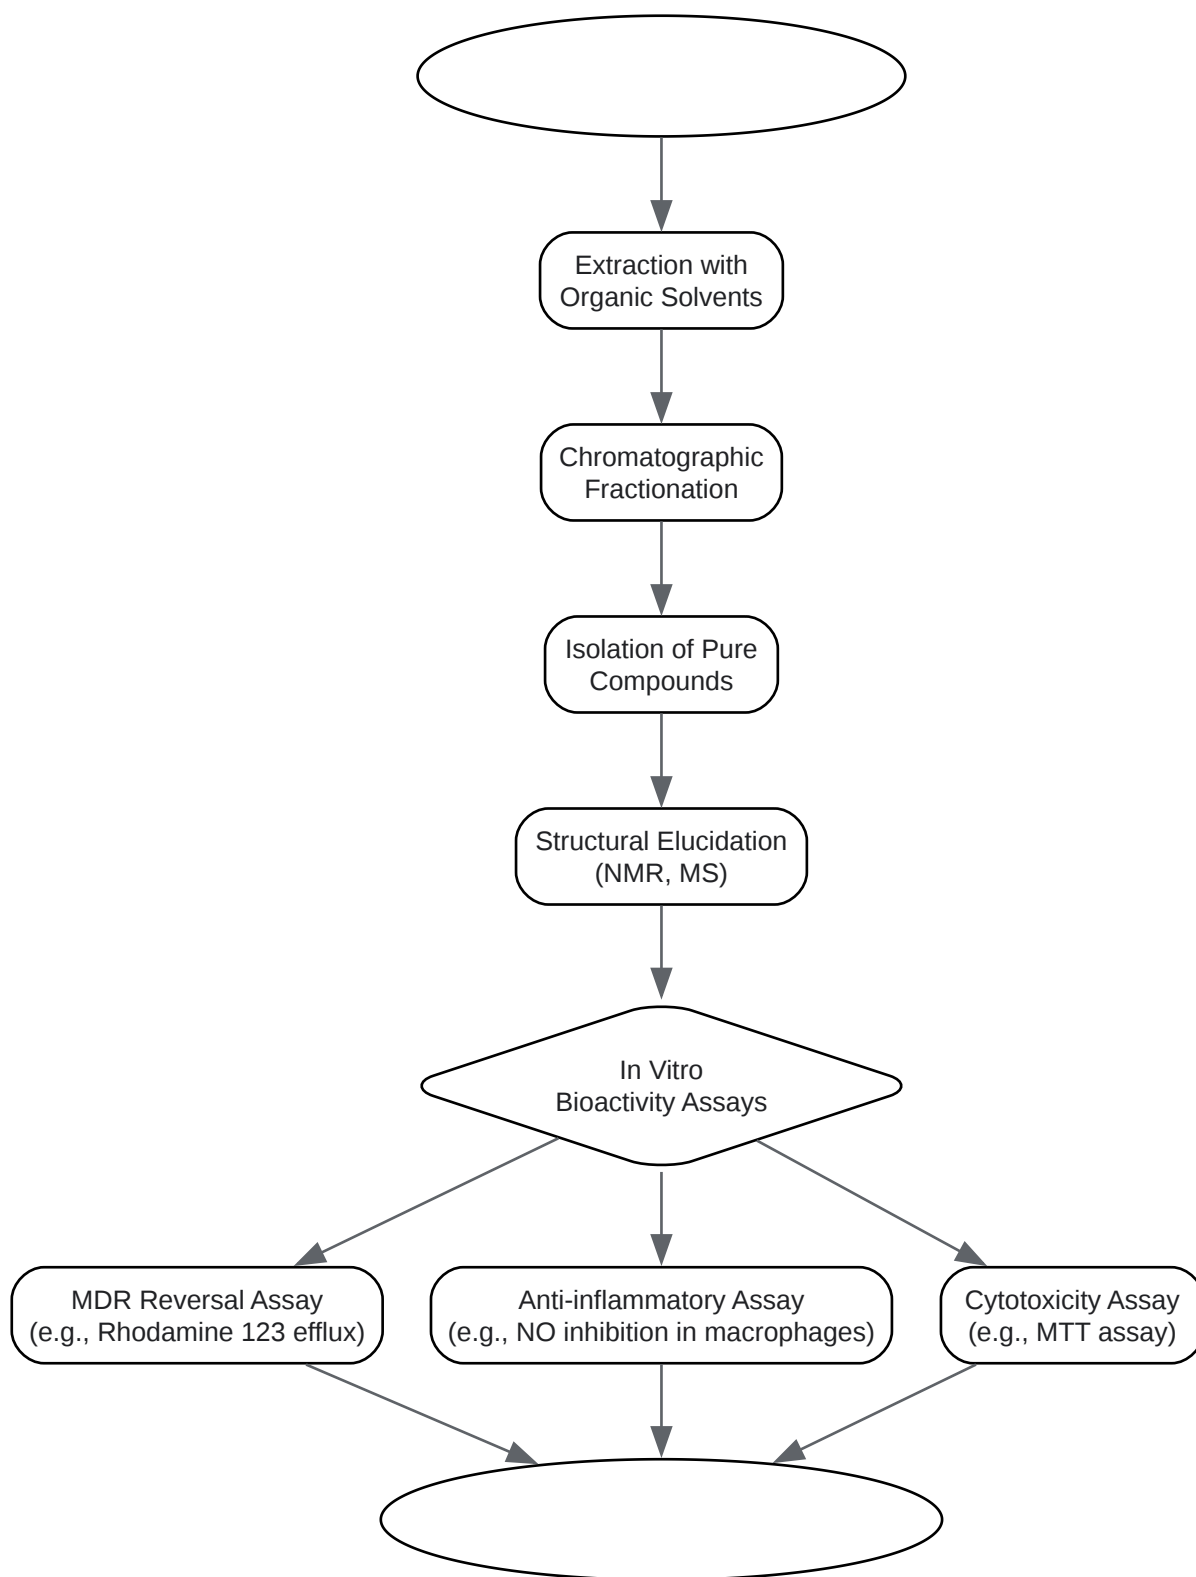 Extraction with
Organic Solvents
Chromatographic
Fractionation
Isolation of Pure
Compounds
Structural Elucidation
(NMR, MS)
In Vitro
Bioactivity Assays
MDR Reversal Assay
(e.g., Rhodamine 123 efflux)
Anti-inflammatory Assay
(e.g., NO inhibition in macrophages)
Cytotoxicity Assay
(e.g., MTT assay)